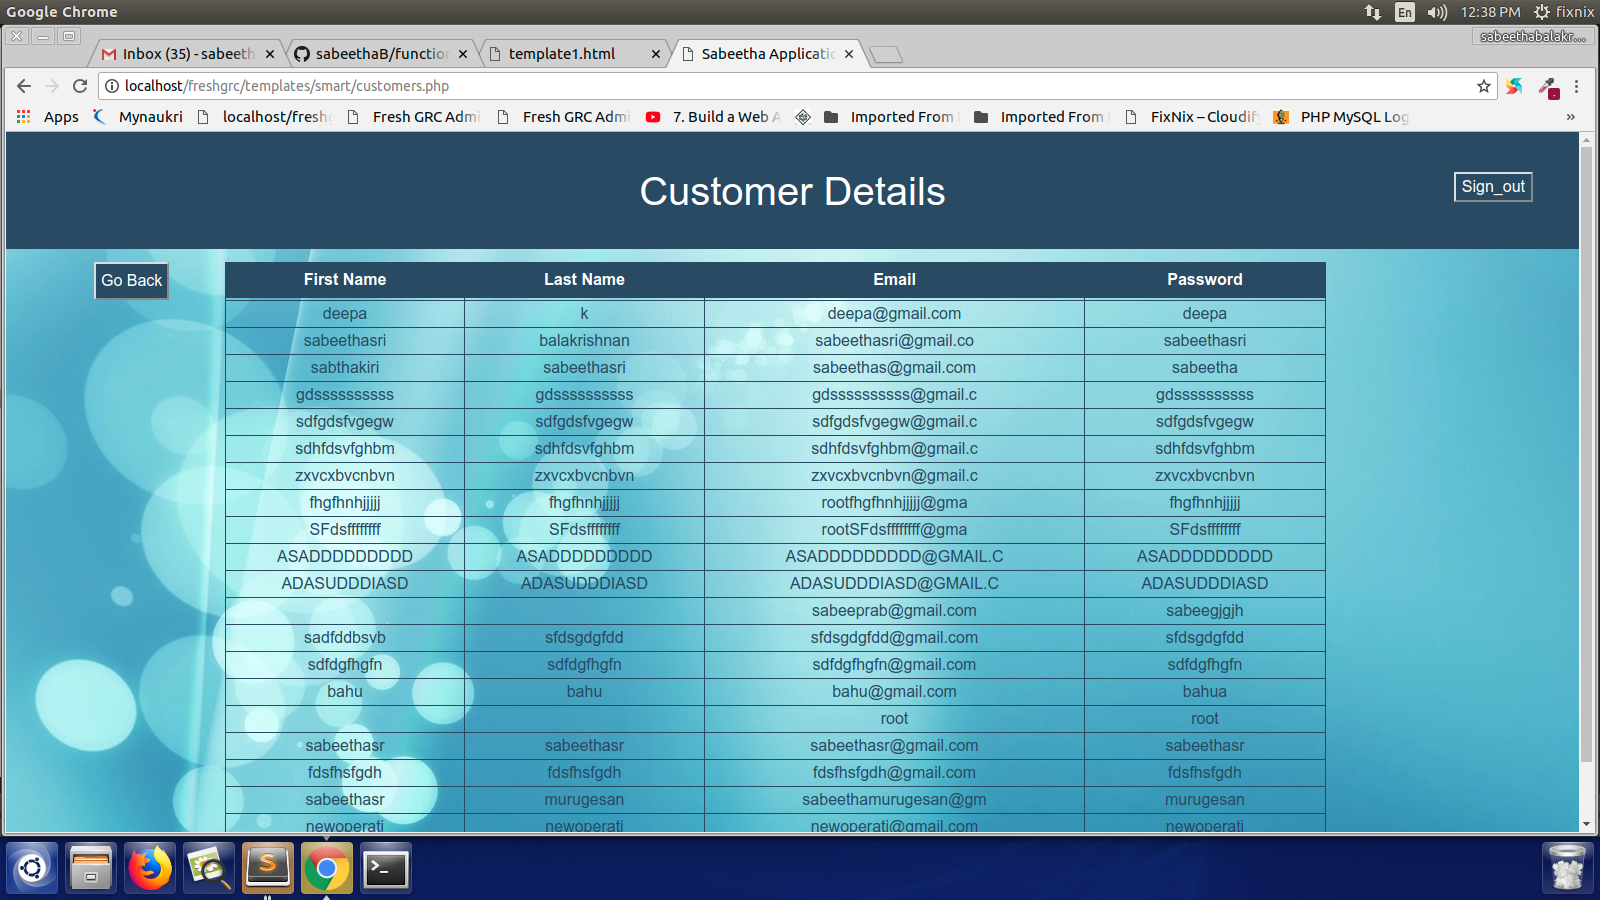 Google Chrome
En 12:38 PM fixnix
sabeethabalakr...
Inbox (35) - sabeeth
sabeethaB/function
template1.html
Sabeetha Applicatio
localhost/freshgrc/templates/smart/customers.php
Apps Mynaukri localhost/freshg Fresh GRC Admi Fresh GRC Admi 7. Build a Web A Imported From Imported From FixNix – Cloudify PHP MySQL Log »
Customer Details
Sign_out
Go Back
First Name Last Name Email Password
deepa k deepa@gmail.com deepa
sabeethasri balakrishnan sabeethasri@gmail.co sabeethasri
sabthakiri sabeethasri sabeethas@gmail.com sabeetha
gdssssssssss gdssssssssss gdssssssssss@gmail.c gdssssssssss
sdfgdsfvgegw sdfgdsfvgegw sdfgdsfvgegw@gmail.c sdfgdsfvgegw
sdhfdsvfghbm sdhfdsvfghbm sdhfdsvfghbm@gmail.c sdhfdsvfghbm
zxvcxbvcnbvn zxvcxbvcnbvn zxvcxbvcnbvn@gmail.c zxvcxbvcnbvn
fhgfhnhjjjjj fhgfhnhjjjjj rootfhgfhnhjjjjj@gma fhgfhnhjjjjj
SFdsffffffff SFdsffffffff rootSFdsffffffff@gma SFdsffffffff
ASADDDDDDDDD ASADDDDDDDDD ASADDDDDDDDD@GMAIL.C ASADDDDDDDDD
ADASUDDDIASD ADASUDDDIASD ADASUDDDIASD@GMAIL.C ADASUDDDIASD
sabeeprab@gmail.com sabeegjgjh
sadfddbsvb sfdsgdgfdd sfdsgdgfdd@gmail.com sfdsgdgfdd
sdfdgfhgfn sdfdgfhgfn sdfdgfhgfn@gmail.com sdfdgfhgfn
bahu bahu bahu@gmail.com bahua
root root
sabeethasr sabeethasr sabeethasr@gmail.com sabeethasr
fdsfhsfgdh fdsfhsfgdh fdsfhsfgdh@gmail.com fdsfhsfgdh
sabeethasr murugesan sabeethamurugesan@gm murugesan
newoperati newoperati newoperati@gmail.com newoperati